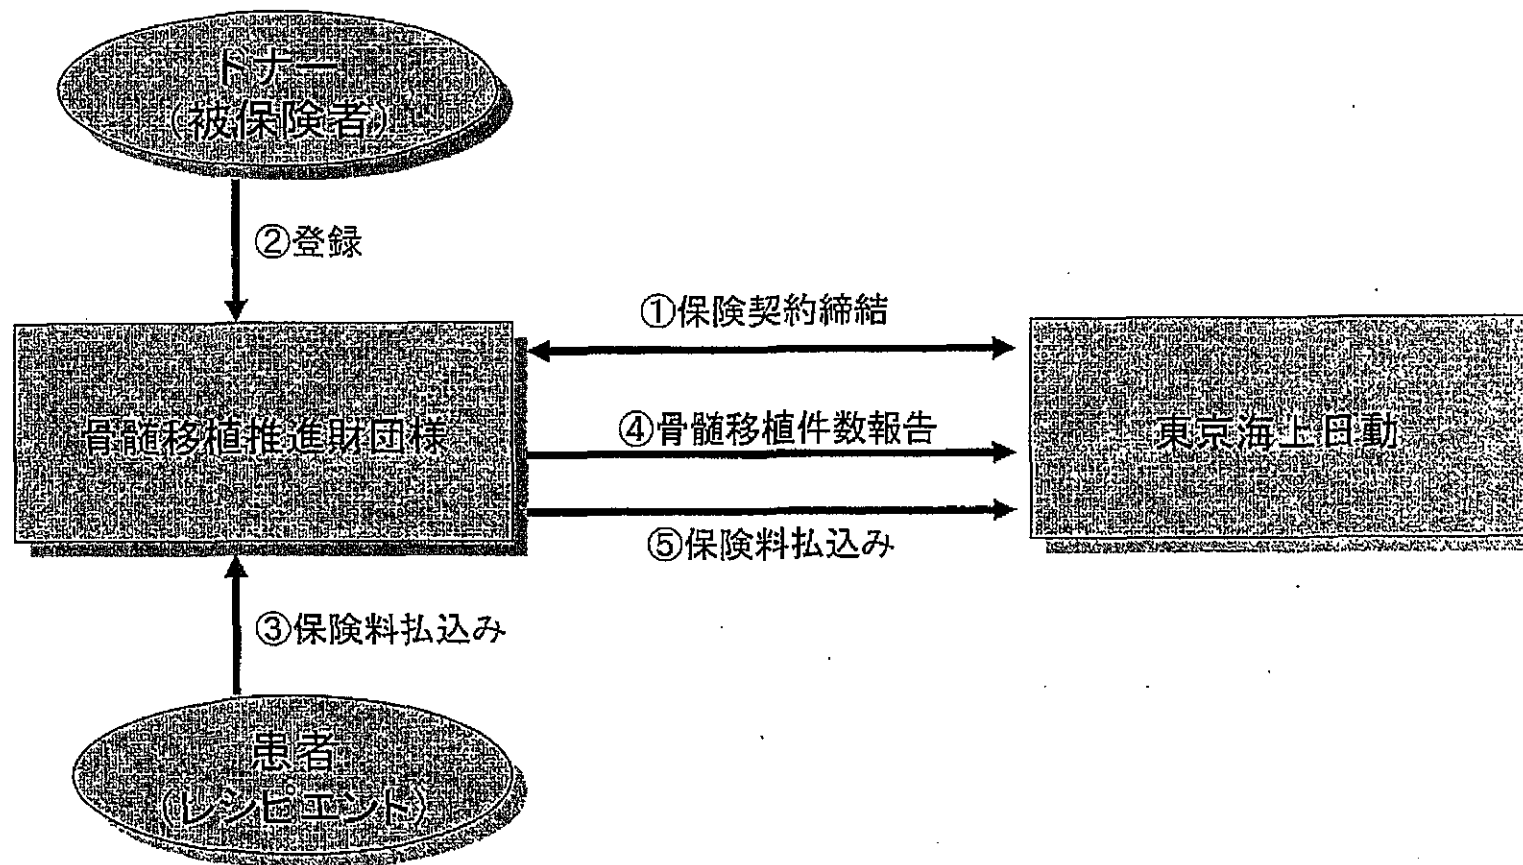 ドナー
(被保険者)
②登録
①保険契約締結
骨髄移植推進財団様
④骨髄移植件数報告
東京海上日動
⑤保険料払込み
③保険料払込み
患者
(レシピエント)